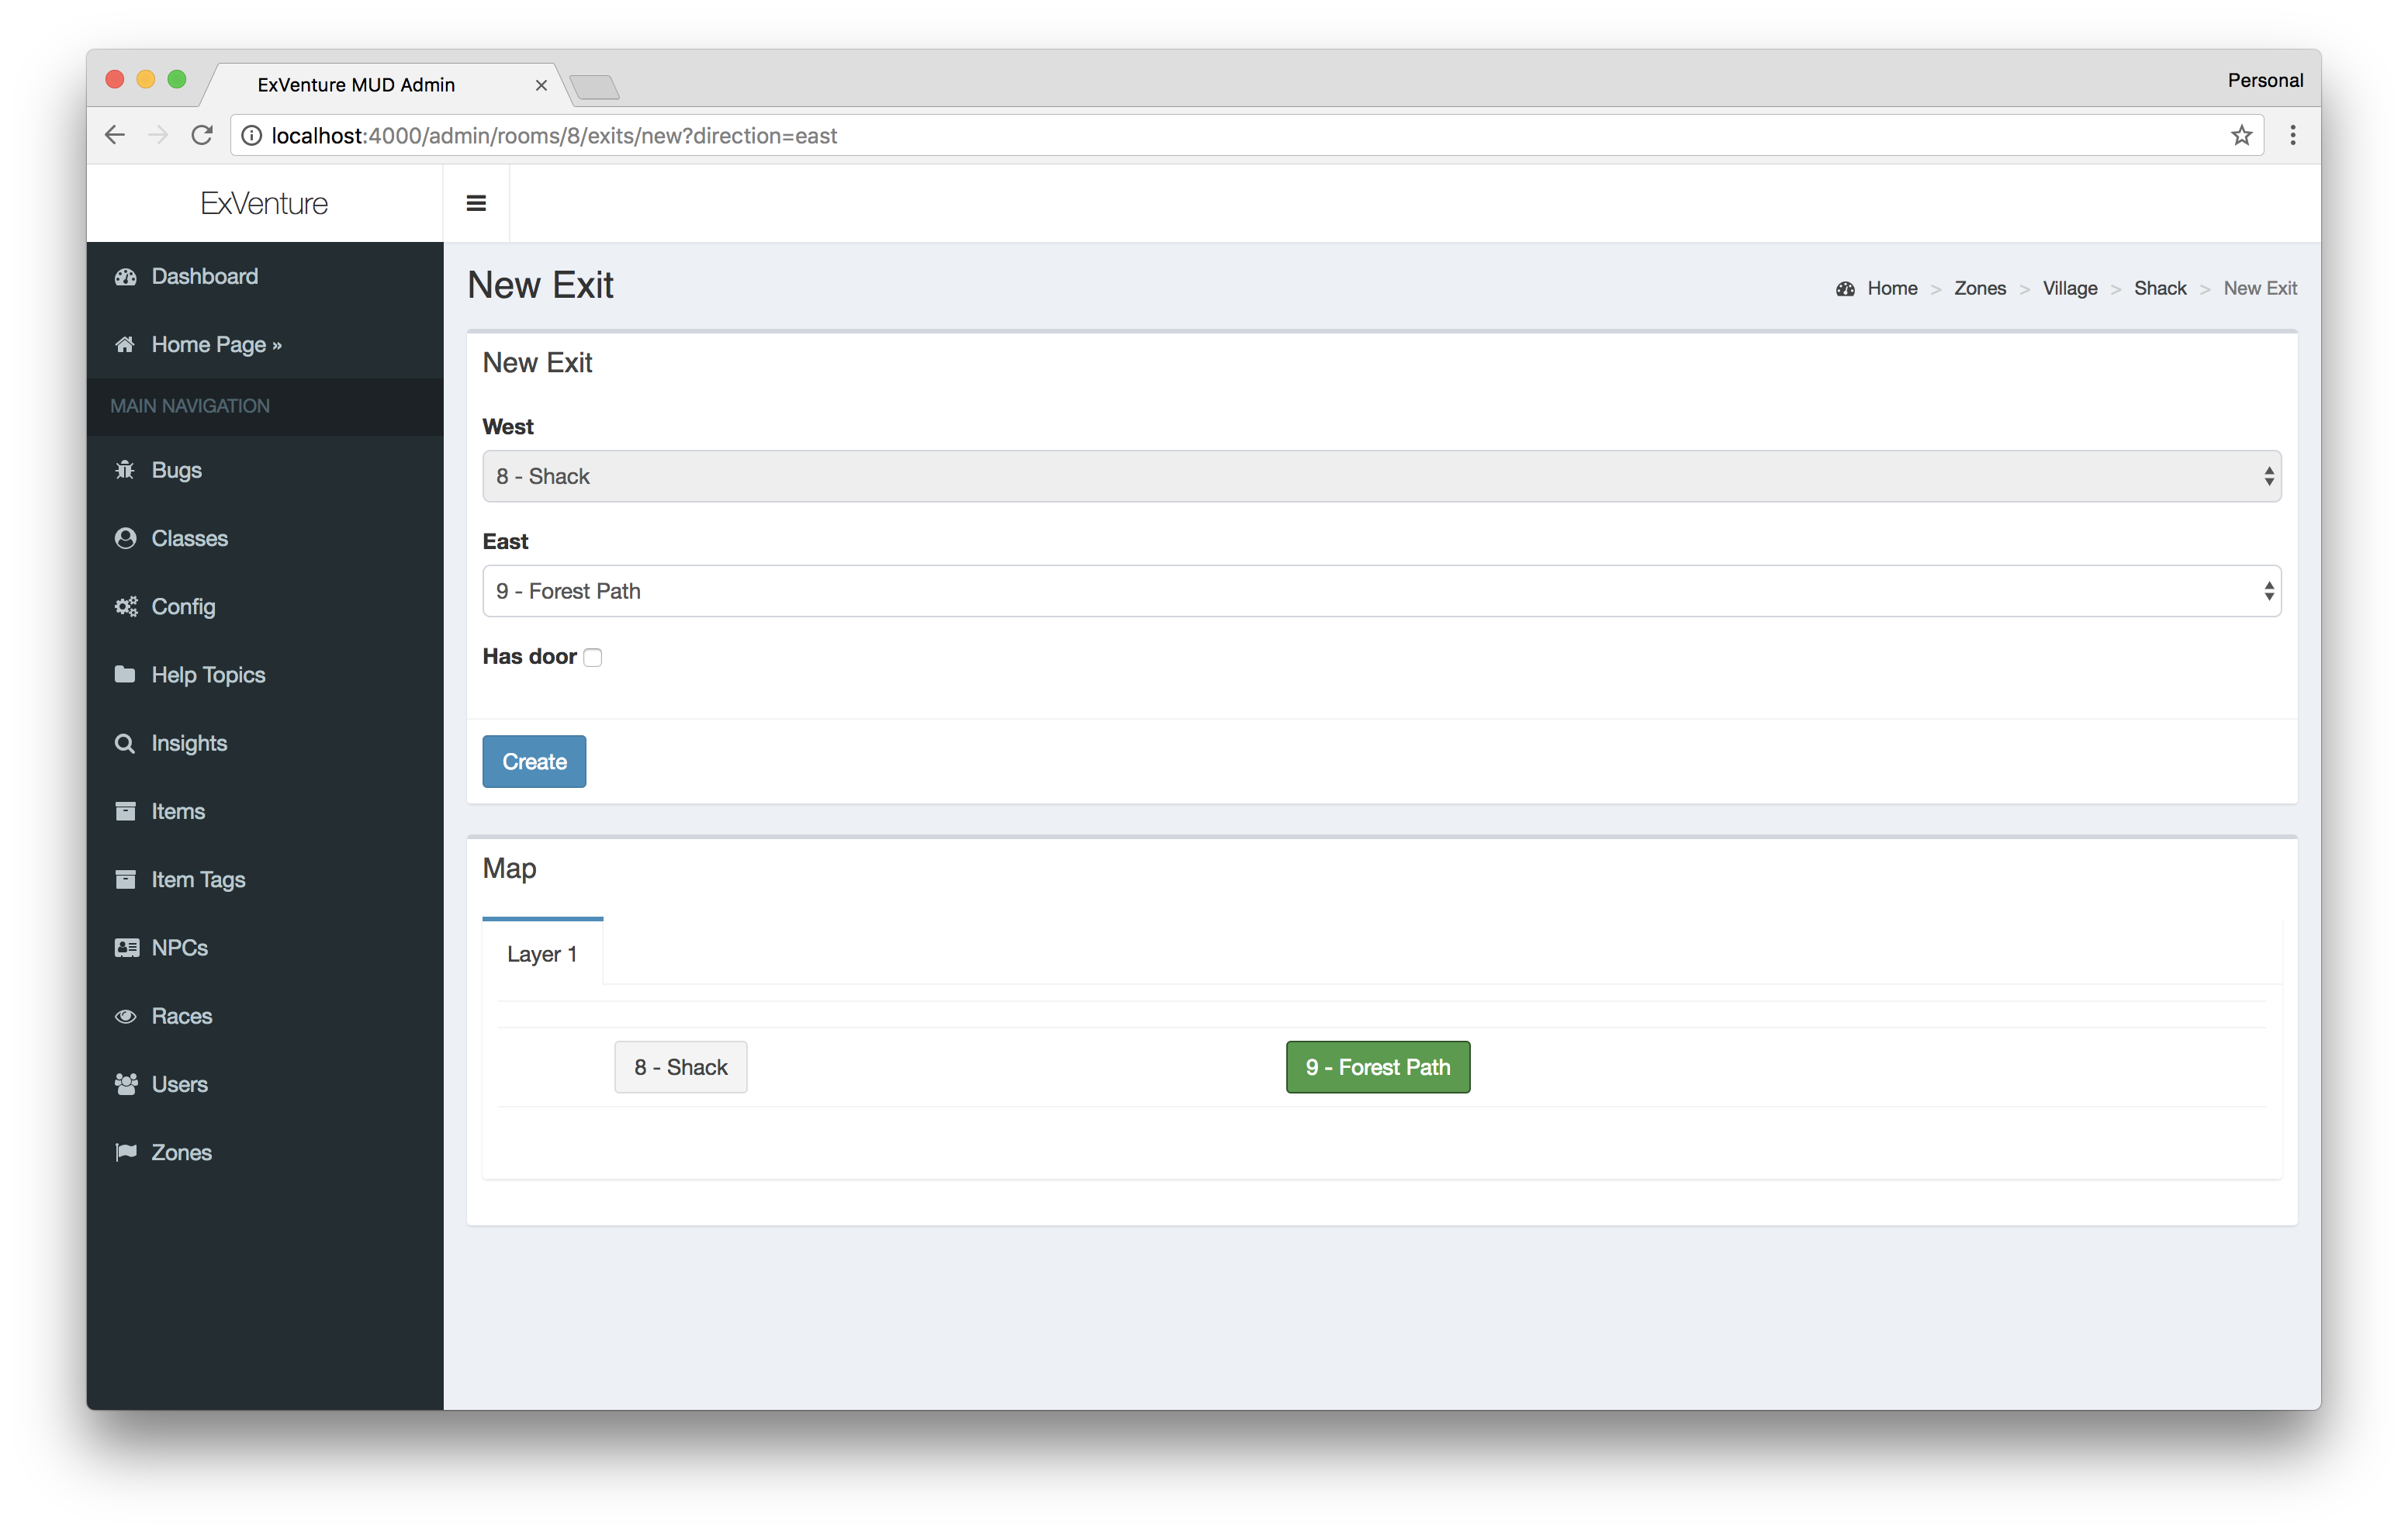 ExVenture MUD Admin
Personal
localhost:4000/admin/rooms/8/exits/new?direction=east
ExVenture
Dashboard
Home Page »
MAIN NAVIGATION
Bugs
Classes
Config
Help Topics
Insights
Items
Item Tags
NPCs
Races
Users
Zones
New Exit
Home > Zones > Village > Shack > New Exit
New Exit
West
8 - Shack
East
9 - Forest Path
Has door
Create
Map
Layer 1
8 - Shack
9 - Forest Path